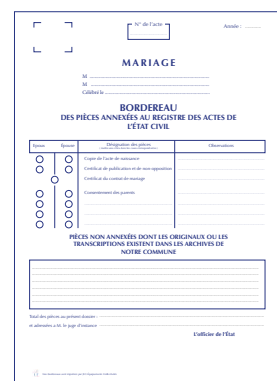 N° de l'acte
Année :
MARIAGE
M.
M.
Célébré le
BORDEREAU
DES PIÈCES ANNEXÉES AU REGISTRE DES ACTES DE
L'ÉTAT CIVIL
Epoux
Épouse
Désignation des pièces
Observations
Copie de l'acte de naissance
Certificat de publication et de non opposition
Certificat du contrat de mariage
Consentement des parents
PIÈCES NON ANNEXÉES DONT LES ORIGINAUX OU LES
TRANSCRIPTIONS EXISTENT DANS LES ARCHIVES DE
NOTRE COMMUNE
Total des pièces au présent dossier :
et adressées à M. le juge d'instance
L'officier de l'État